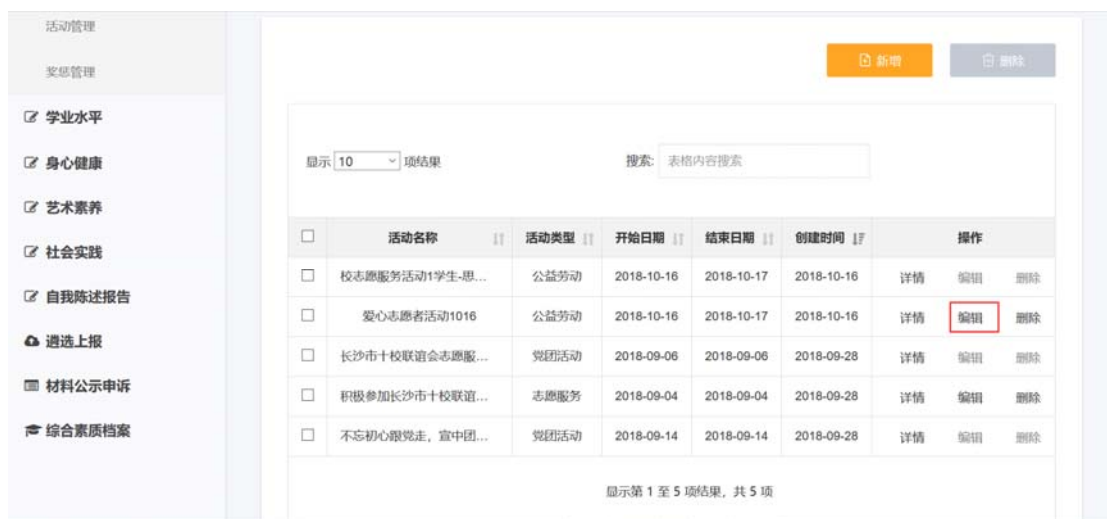 活动管理
奖惩管理
学业水平
身心健康
艺术素养
社会实践
自我陈述报告
遴选上报
材料公示申诉
综合素质档案
新增 删除
显示 10 项结果 搜索: 表格内容搜索
活动名称 活动类型 开始日期 结束日期 创建时间 操作
校志愿服务活动1学生-思... 公益劳动 2018-10-16 2018-10-17 2018-10-16 详情 编辑 删除
爱心志愿者活动1016 公益劳动 2018-10-16 2018-10-17 2018-10-16 详情 编辑 删除
长沙市十校联谊会志愿服... 党团活动 2018-09-06 2018-09-06 2018-09-28 详情 编辑 删除
积极参加长沙市十校联谊... 志愿服务 2018-09-04 2018-09-04 2018-09-28 详情 编辑 删除
不忘初心跟党走，宣中团... 党团活动 2018-09-14 2018-09-14 2018-09-28 详情 编辑 删除
显示第 1 至 5 项结果，共 5 项